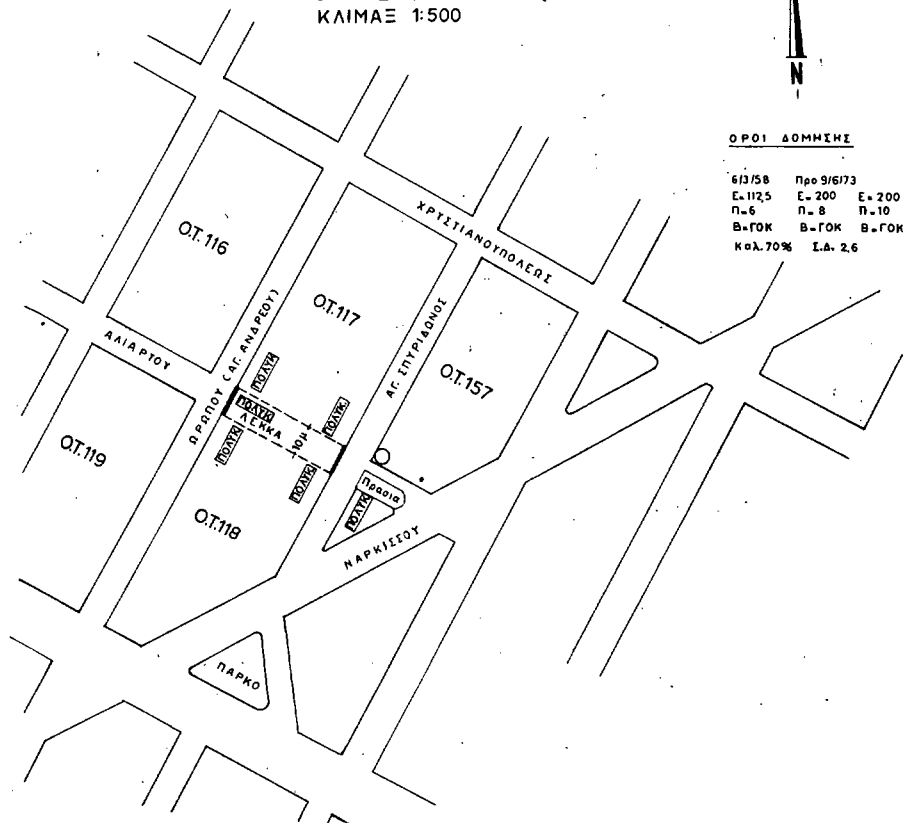 ΚΛΙΜΑΞ 1:500
N
ΟΡΟΙ ΔΟΜΗΣΗΣ
6/3/58 Προ 9/6/73
Ε=112,5 Ε=200 Ε=200
Π=6 Π=8 Π=10
Β=ΓΟΚ Β=ΓΟΚ Β=ΓΟΚ
Καλ.70% Σ.Δ. 2,6
ΧΡΥΣΤΙΑΝΟΥΠΟΛΕΩΣ
Ο.Τ. 116
Ο.Τ.117
Ο.Τ.157
ΑΛΙΑΡΤΟΥ
ΩΡΩΠΟΥ (ΑΓ. ΑΝΔΡΕΟΥ)
ΑΓ. ΣΠΥΡΙΔΩΝΟΣ
ΠΟΛΥΚ
ΠΟΛΥΚ
ΠΟΛΥΚ.
ΛΕΚΚΑ
10μ
ΠΟΛΥΚ
ΠΟΛΥΚ
Ο.Τ.119
Ο.Τ.118
Πρασια
ΠΟΛΥΚ
ΝΑΡΚΙΣΣΟΥ
ΠΑΡΚΟ